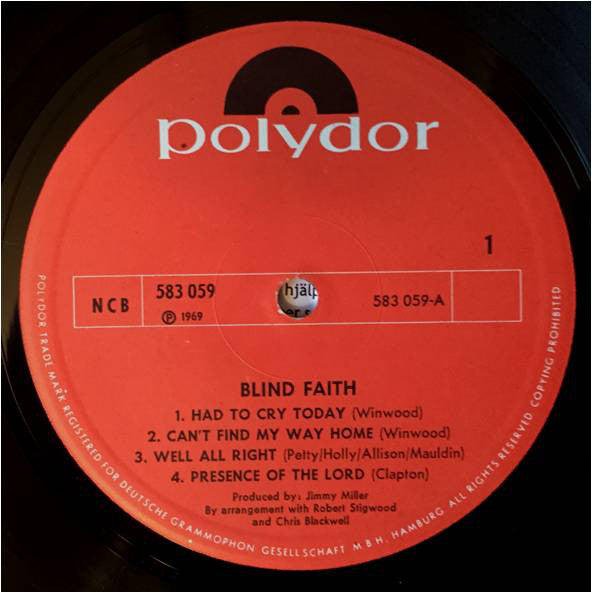 polydor
1
NCB
583 059
℗ 1969
hjälp
er s
583 059-A
BLIND FAITH
1. HAD TO CRY TODAY (Winwood)
2. CAN'T FIND MY WAY HOME (Winwood)
3. WELL ALL RIGHT (Petty/Holly/Allison/Mauldin)
4. PRESENCE OF THE LORD (Clapton)
Produced by: Jimmy Miller
By arrangement with Robert Stigwood
and Chris Blackwell
POLYDOR TRADE MARK REGISTERED FOR DEUTSCHE GRAMMOPHON GESELLSCHAFT M B H, HAMBURG ALL RIGHTS RESERVED COPYING PROHIBITED